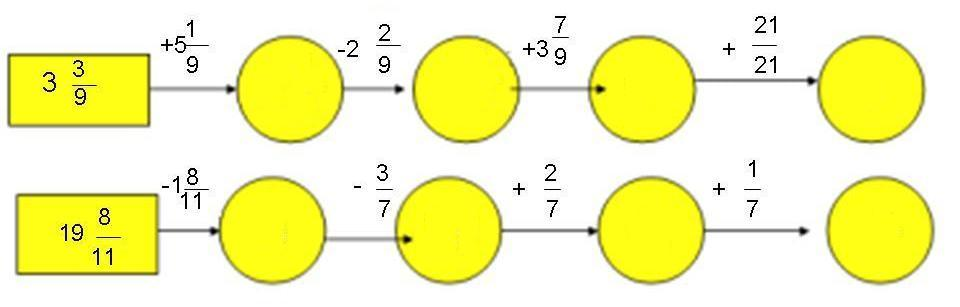 3 3/9 +5 1/9 -2 2/9 +3 7/9 + 21/21
19 8/11 -1 8/11 - 3/7 + 2/7 + 1/7